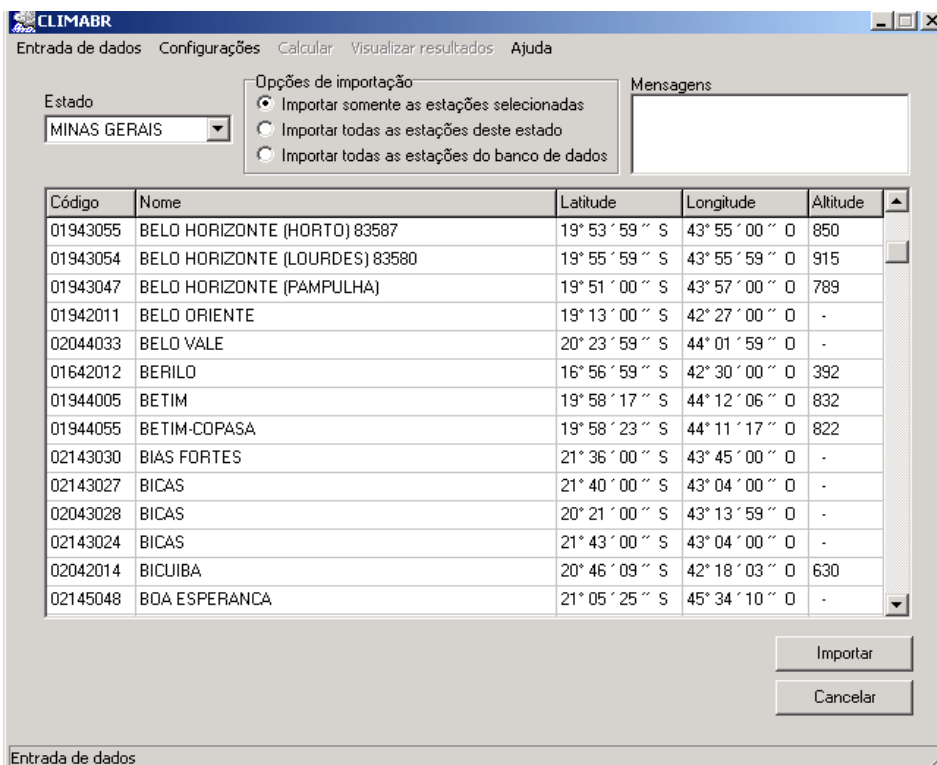 CLIMABR
Entrada de dados Configurações Calcular Visualizar resultados Ajuda
Estado
MINAS GERAIS
Opções de importação
Importar somente as estações selecionadas
Importar todas as estações deste estado
Importar todas as estações do banco de dados
Mensagens
Código Nome Latitude Longitude Altitude
01943055 BELO HORIZONTE (HORTO) 83587 19° 53 ´ 59 ˝ S 43° 55 ´ 00 ˝ O 850
01943054 BELO HORIZONTE (LOURDES) 83580 19° 55 ´ 59 ˝ S 43° 55 ´ 59 ˝ O 915
01943047 BELO HORIZONTE (PAMPULHA) 19° 51 ´ 00 ˝ S 43° 57 ´ 00 ˝ O 789
01942011 BELO ORIENTE 19° 13 ´ 00 ˝ S 42° 27 ´ 00 ˝ O -
02044033 BELO VALE 20° 23 ´ 59 ˝ S 44° 01 ´ 59 ˝ O -
01642012 BERILO 16° 56 ´ 59 ˝ S 42° 30 ´ 00 ˝ O 392
01944005 BETIM 19° 58 ´ 17 ˝ S 44° 12 ´ 06 ˝ O 832
01944055 BETIM-COPASA 19° 58 ´ 23 ˝ S 44° 11 ´ 17 ˝ O 822
02143030 BIAS FORTES 21° 36 ´ 00 ˝ S 43° 45 ´ 00 ˝ O -
02143027 BICAS 21° 40 ´ 00 ˝ S 43° 04 ´ 00 ˝ O -
02043028 BICAS 20° 21 ´ 00 ˝ S 43° 13 ´ 59 ˝ O -
02143024 BICAS 21° 43 ´ 00 ˝ S 43° 04 ´ 00 ˝ O -
02042014 BICUIBA 20° 46 ´ 09 ˝ S 42° 18 ´ 03 ˝ O 630
02145048 BOA ESPERANCA 21° 05 ´ 25 ˝ S 45° 34 ´ 10 ˝ O -
Importar
Cancelar
Entrada de dados